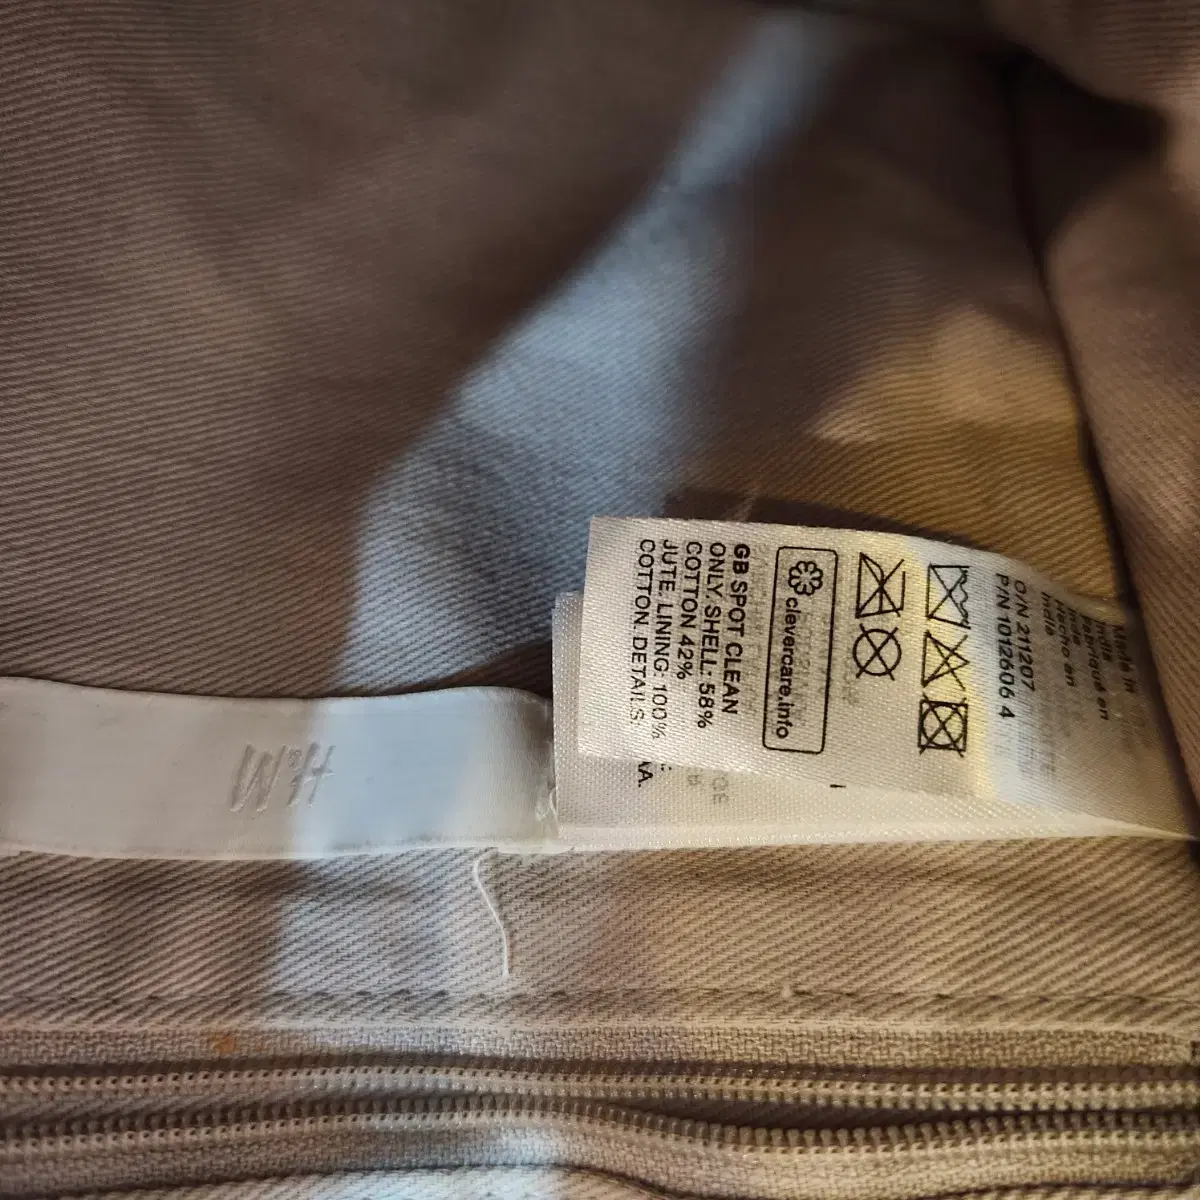 H&M
GB SPOT CLEAN
ONLY. SHELL: 58%
COTTON 42%
JUTE. LINING: 100%
COTTON. DETAILS
clevercare.info
O/N 211207
P/N 1012606 4
Made in
India
Fabriqué en
Inde
Hecho en
India